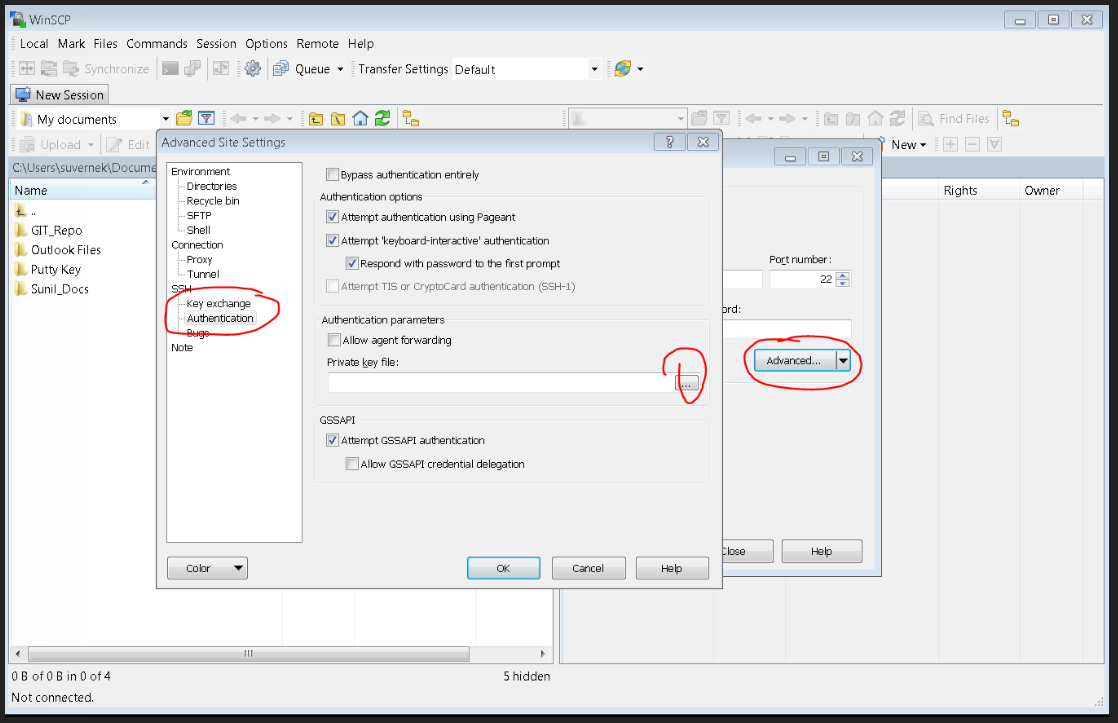 WinSCP
Local Mark Files Commands Session Options Remote Help
Synchronize Queue Transfer Settings Default
New Session
My documents Find Files
Upload Edit New
C:\Users\suvernek\Docume
Name Rights Owner
..
GIT_Repo
Outlook Files
Putty Key
Sunil_Docs
Advanced Site Settings
Environment
Directories
Recycle bin
SFTP
Shell
Connection
Proxy
Tunnel
SSH
Key exchange
Authentication
Bugs
Note
Bypass authentication entirely
Authentication options
Attempt authentication using Pageant
Attempt 'keyboard-interactive' authentication
Respond with password to the first prompt
Attempt TIS or CryptoCard authentication (SSH-1)
Authentication parameters
Allow agent forwarding
Private key file:
...
GSSAPI
Attempt GSSAPI authentication
Allow GSSAPI credential delegation
Color OK Cancel Help
Port number:
22
ord:
Advanced...
Close Help
0 B of 0 B in 0 of 4 5 hidden
Not connected.